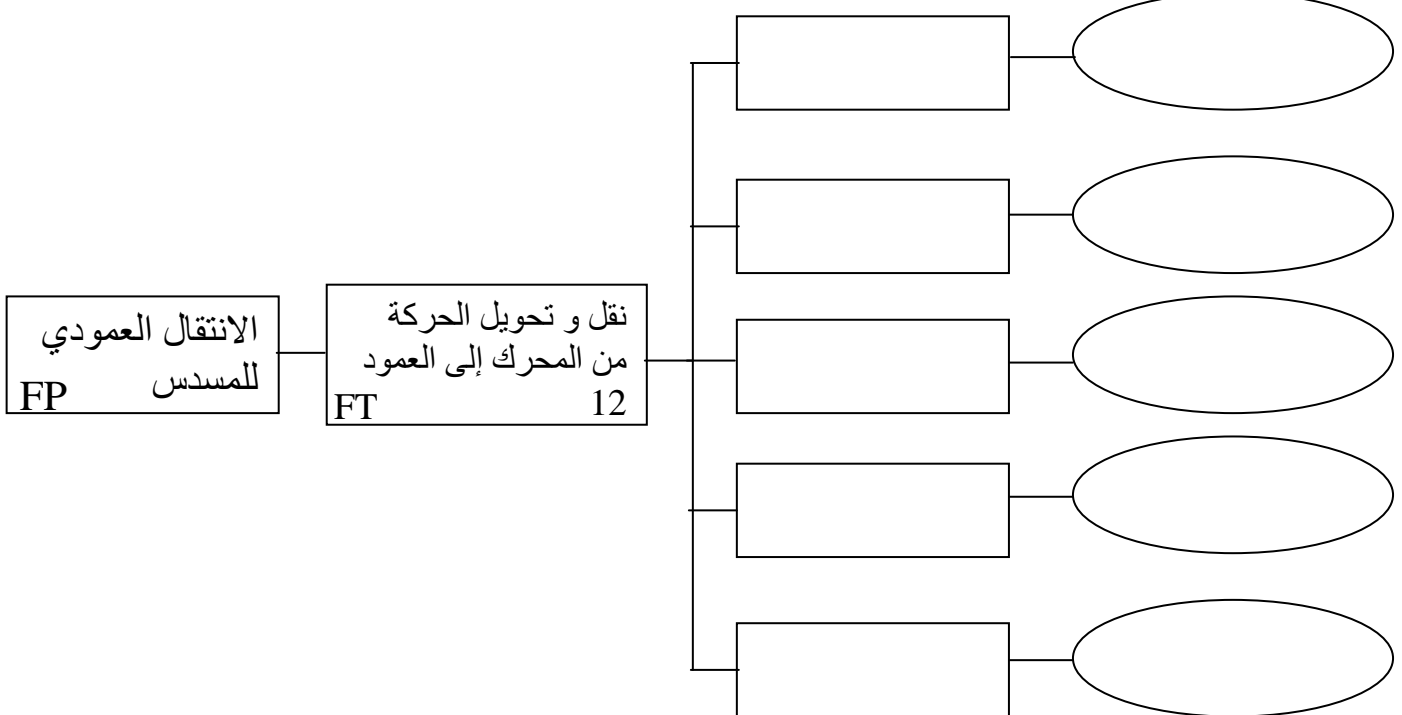 الانتقال العمودي
للمسدس
FP
نقل و تحويل الحركة
من المحرك إلى العمود
12
FT